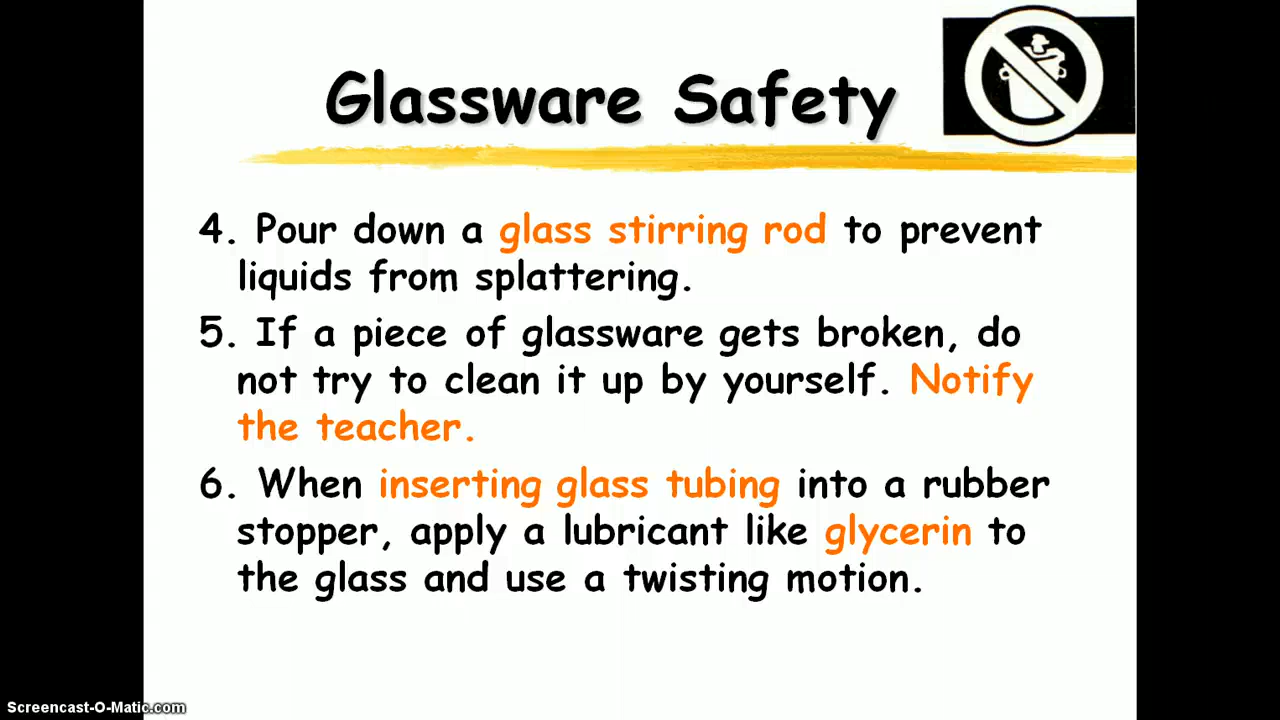 Glassware Safety
4. Pour down a glass stirring rod to prevent
liquids from splattering.
5. If a piece of glassware gets broken, do
not try to clean it up by yourself. Notify
the teacher.
6. When inserting glass tubing into a rubber
stopper, apply a lubricant like glycerin to
the glass and use a twisting motion.
Screencast-O-Matic.com